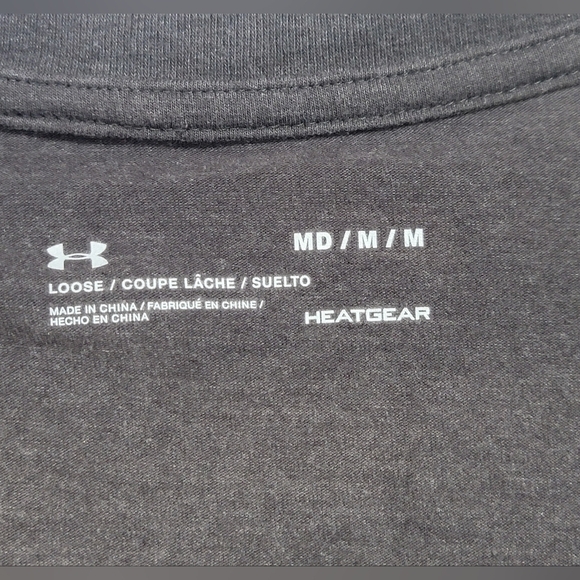 MD / M / M
LOOSE / COUPE LÂCHE / SUELTO
MADE IN CHINA / FABRIQUÉ EN CHINE /
HECHO EN CHINA
HEATGEAR